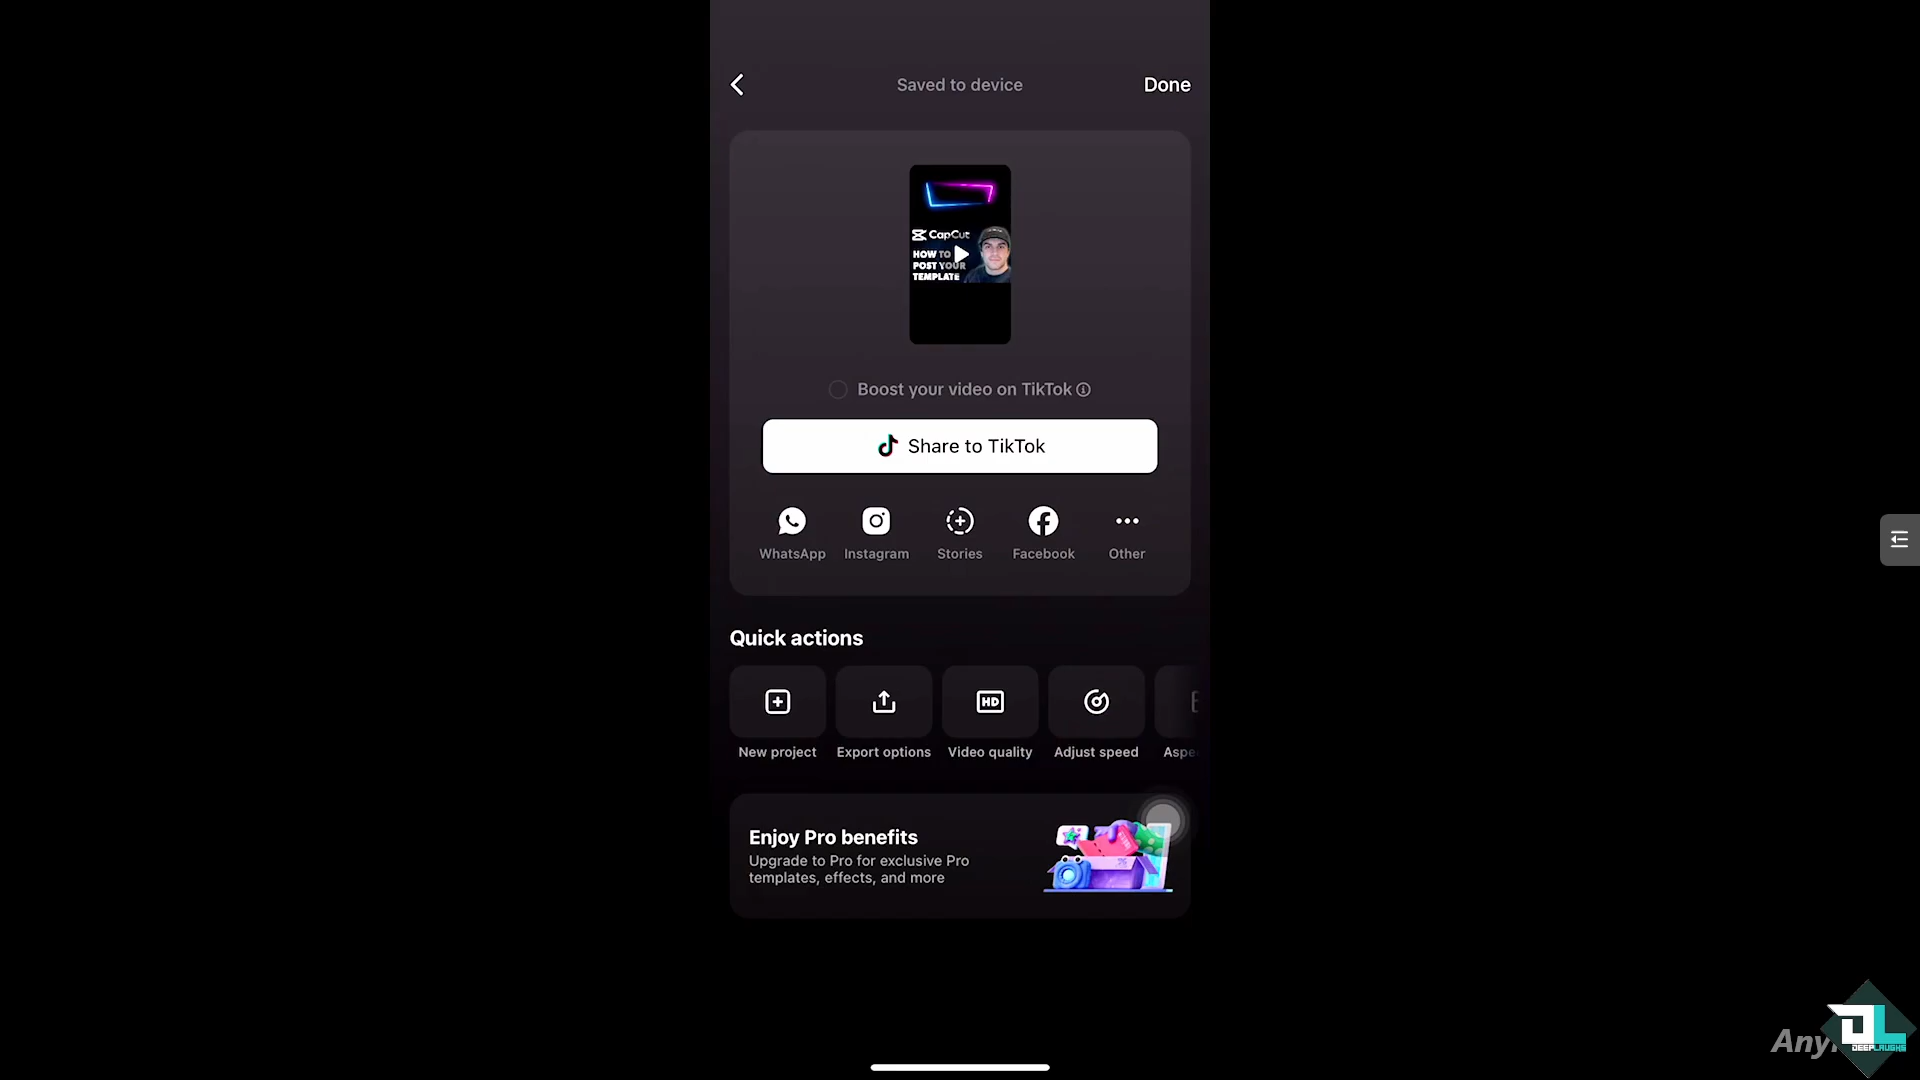 Saved to device
Done
CapCut
HOW TO
POST YOUR
TEMPLATE
Boost your video on TikTok
Share to TikTok
WhatsApp
Instagram
Stories
Facebook
Other
Quick actions
HD
New project
Export options
Video quality
Adjust speed
Enjoy Pro benefits
Upgrade to Pro for exclusive Pro
templates, effects, and more
DL
DEEPLAUGHS